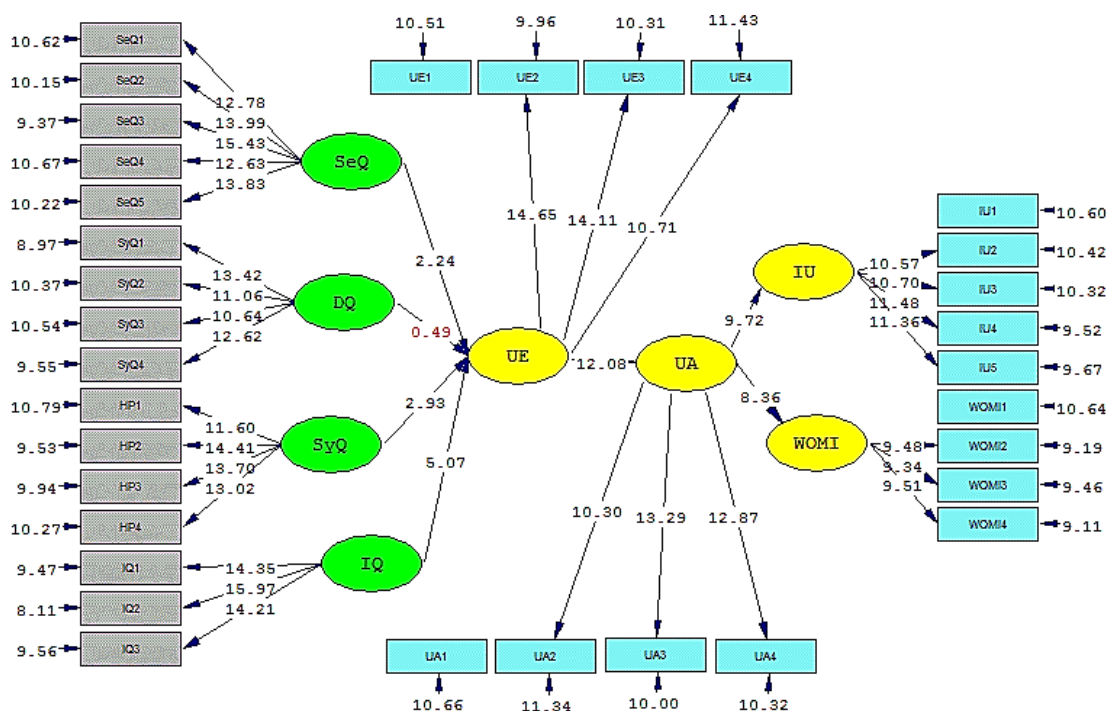 10.51 9.96 10.31 11.43
UE1 UE2 UE3 UE4
10.62 SeQ1
10.15 SeQ2
9.37 SeQ3
10.67 SeQ4
10.22 SeQ5
8.97 SyQ1
10.37 SyQ2
10.54 SyQ3
9.55 SyQ4
10.79 HP1
9.53 HP2
9.94 HP3
10.27 HP4
9.47 IQ1
8.11 IQ2
9.56 IQ3
12.78
13.99
15.43
12.63
13.83
SeQ
13.42
11.06
10.64
12.62
DQ
11.60
14.41
13.70
13.02
SyQ
14.35
15.97
14.21
IQ
2.24
0.49
2.93
5.07
UE
14.65 14.11 10.71
12.08
UA
9.72
8.36
IU
WOMI
10.57
10.70
11.48
11.36
9.48
9.34
9.51
IU1 10.60
IU2 10.42
IU3 10.32
IU4 9.52
IU5 9.67
WOMI1 10.64
WOMI2 9.19
WOMI3 9.46
WOMI4 9.11
10.30 13.29 12.87
UA1 UA2 UA3 UA4
10.66 11.34 10.00 10.32